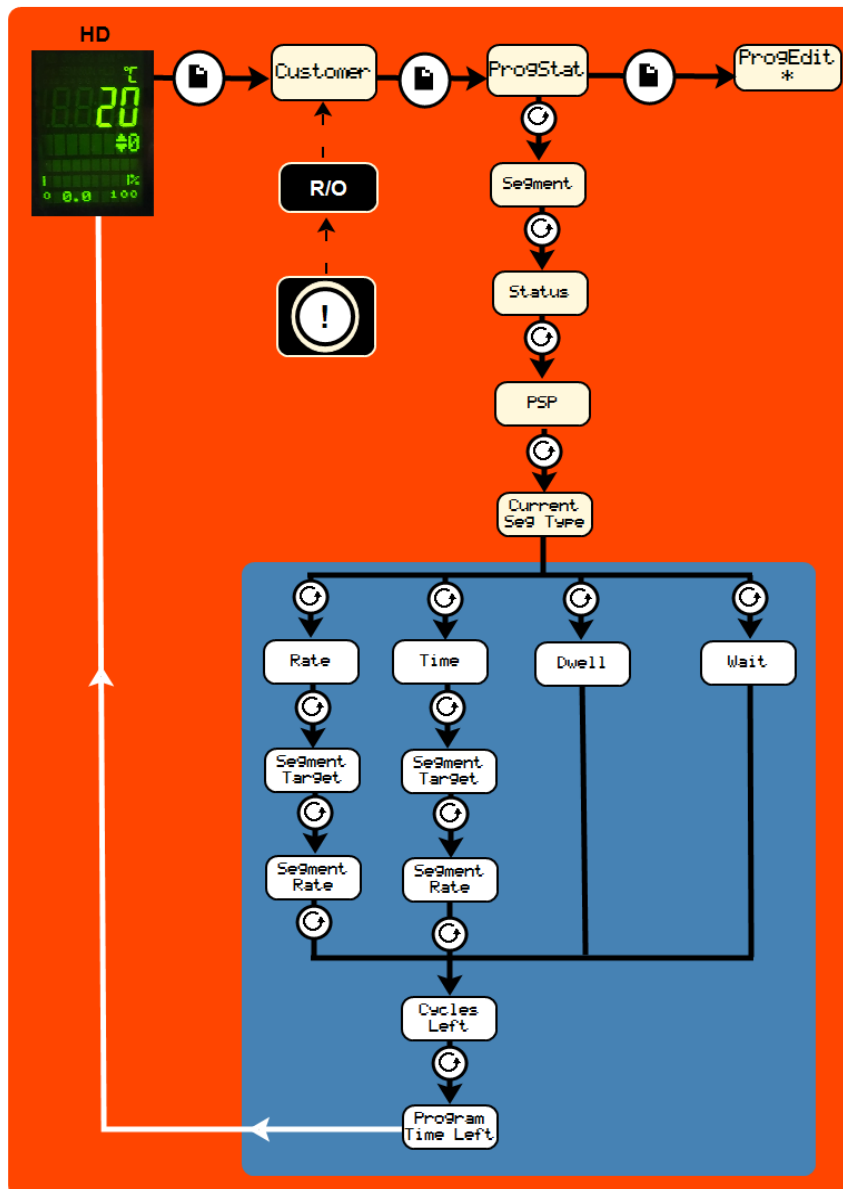 HD
℃
20
0
%
0 0.0 100
Customer
ProgStat
ProgEdit
*
R/O
!
Segment
Status
PSP
Current
Seg Type
Rate
Time
Dwell
Wait
Segment
Target
Segment
Target
Segment
Rate
Segment
Rate
Cycles
Left
Program
Time Left